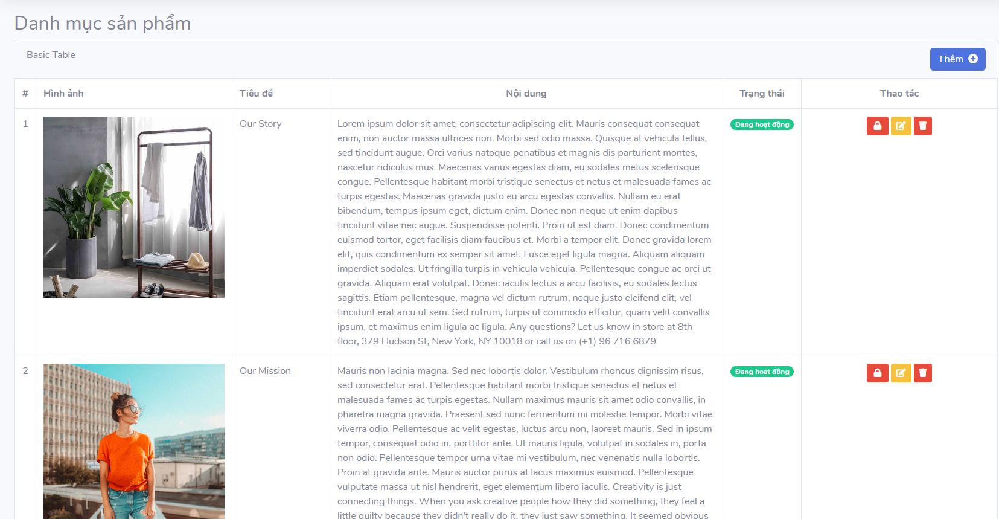 Danh mục sản phẩm
Basic Table
Thêm
# Hình ảnh Tiêu đề Nội dung Trạng thái Thao tác
1 Our Story Lorem ipsum dolor sit amet, consectetur adipiscing elit. Mauris consequat consequat Đang hoạt động
enim, non auctor massa ultrices non. Morbi sed odio massa. Quisque at vehicula tellus,
sed tincidunt augue. Orci varius natoque penatibus et magnis dis parturient montes,
nascetur ridiculus mus. Maecenas varius egestas diam, eu sodales metus scelerisque
congue. Pellentesque habitant morbi tristique senectus et netus et malesuada fames ac
turpis egestas. Maecenas gravida justo eu arcu egestas convallis. Nullam eu erat
bibendum, tempus ipsum eget, dictum enim. Donec non neque ut enim dapibus
tincidunt vitae nec augue. Suspendisse potenti. Proin ut est diam. Donec condimentum
euismod tortor, eget facilisis diam faucibus et. Morbi a tempor elit. Donec gravida lorem
elit, quis condimentum ex semper sit amet. Fusce eget ligula magna. Aliquam aliquam
imperdiet sodales. Ut fringilla turpis in vehicula vehicula. Pellentesque congue ac orci ut
gravida. Aliquam erat volutpat. Donec iaculis lectus a arcu facilisis, eu sodales lectus
sagittis. Etiam pellentesque, magna vel dictum rutrum, neque justo eleifend elit, vel
tincidunt erat arcu ut sem. Sed rutrum, turpis ut commodo efficitur, quam velit convallis
ipsum, et maximus enim ligula ac ligula. Any questions? Let us know in store at 8th
floor, 379 Hudson St, New York, NY 10018 or call us on (+1) 96 716 6879
2 Our Mission Mauris non lacinia magna. Sed nec lobortis dolor. Vestibulum rhoncus dignissim risus, Đang hoạt động
sed consectetur erat. Pellentesque habitant morbi tristique senectus et netus et
malesuada fames ac turpis egestas. Nullam maximus mauris sit amet odio convallis, in
pharetra magna gravida. Praesent sed nunc fermentum mi molestie tempor. Morbi vitae
viverra odio. Pellentesque ac velit egestas, luctus arcu non, laoreet mauris. Sed in ipsum
tempor, consequat odio in, porttitor ante. Ut mauris ligula, volutpat in sodales in, porta
non odio. Pellentesque tempor urna vitae mi vestibulum, nec venenatis nulla lobortis.
Proin at gravida ante. Mauris auctor purus at lacus maximus euismod. Pellentesque
vulputate massa ut nisl hendrerit, eget elementum libero iaculis. Creativity is just
connecting things. When you ask creative people how they did something, they feel a
little guilty because they didn't really do it, they just saw something. It seemed obvious